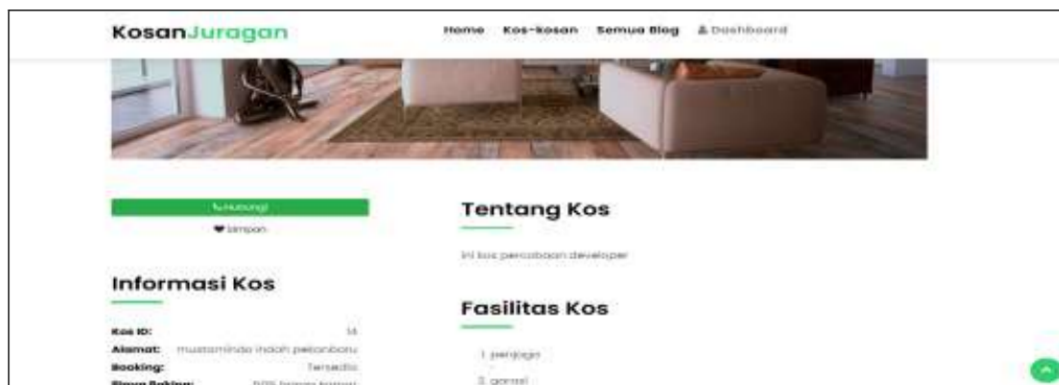 KosanJuragan
Home Kos-kosan Semua Blog Dashboard
Hubungi
Simpan
Tentang Kos
ini kos percobaan developer
Informasi Kos
Fasilitas Kos
Kos ID: 14
Alamat: mustamindo indah pekanbaru
Booking: Tersedia
1. penjaga
2. garasi